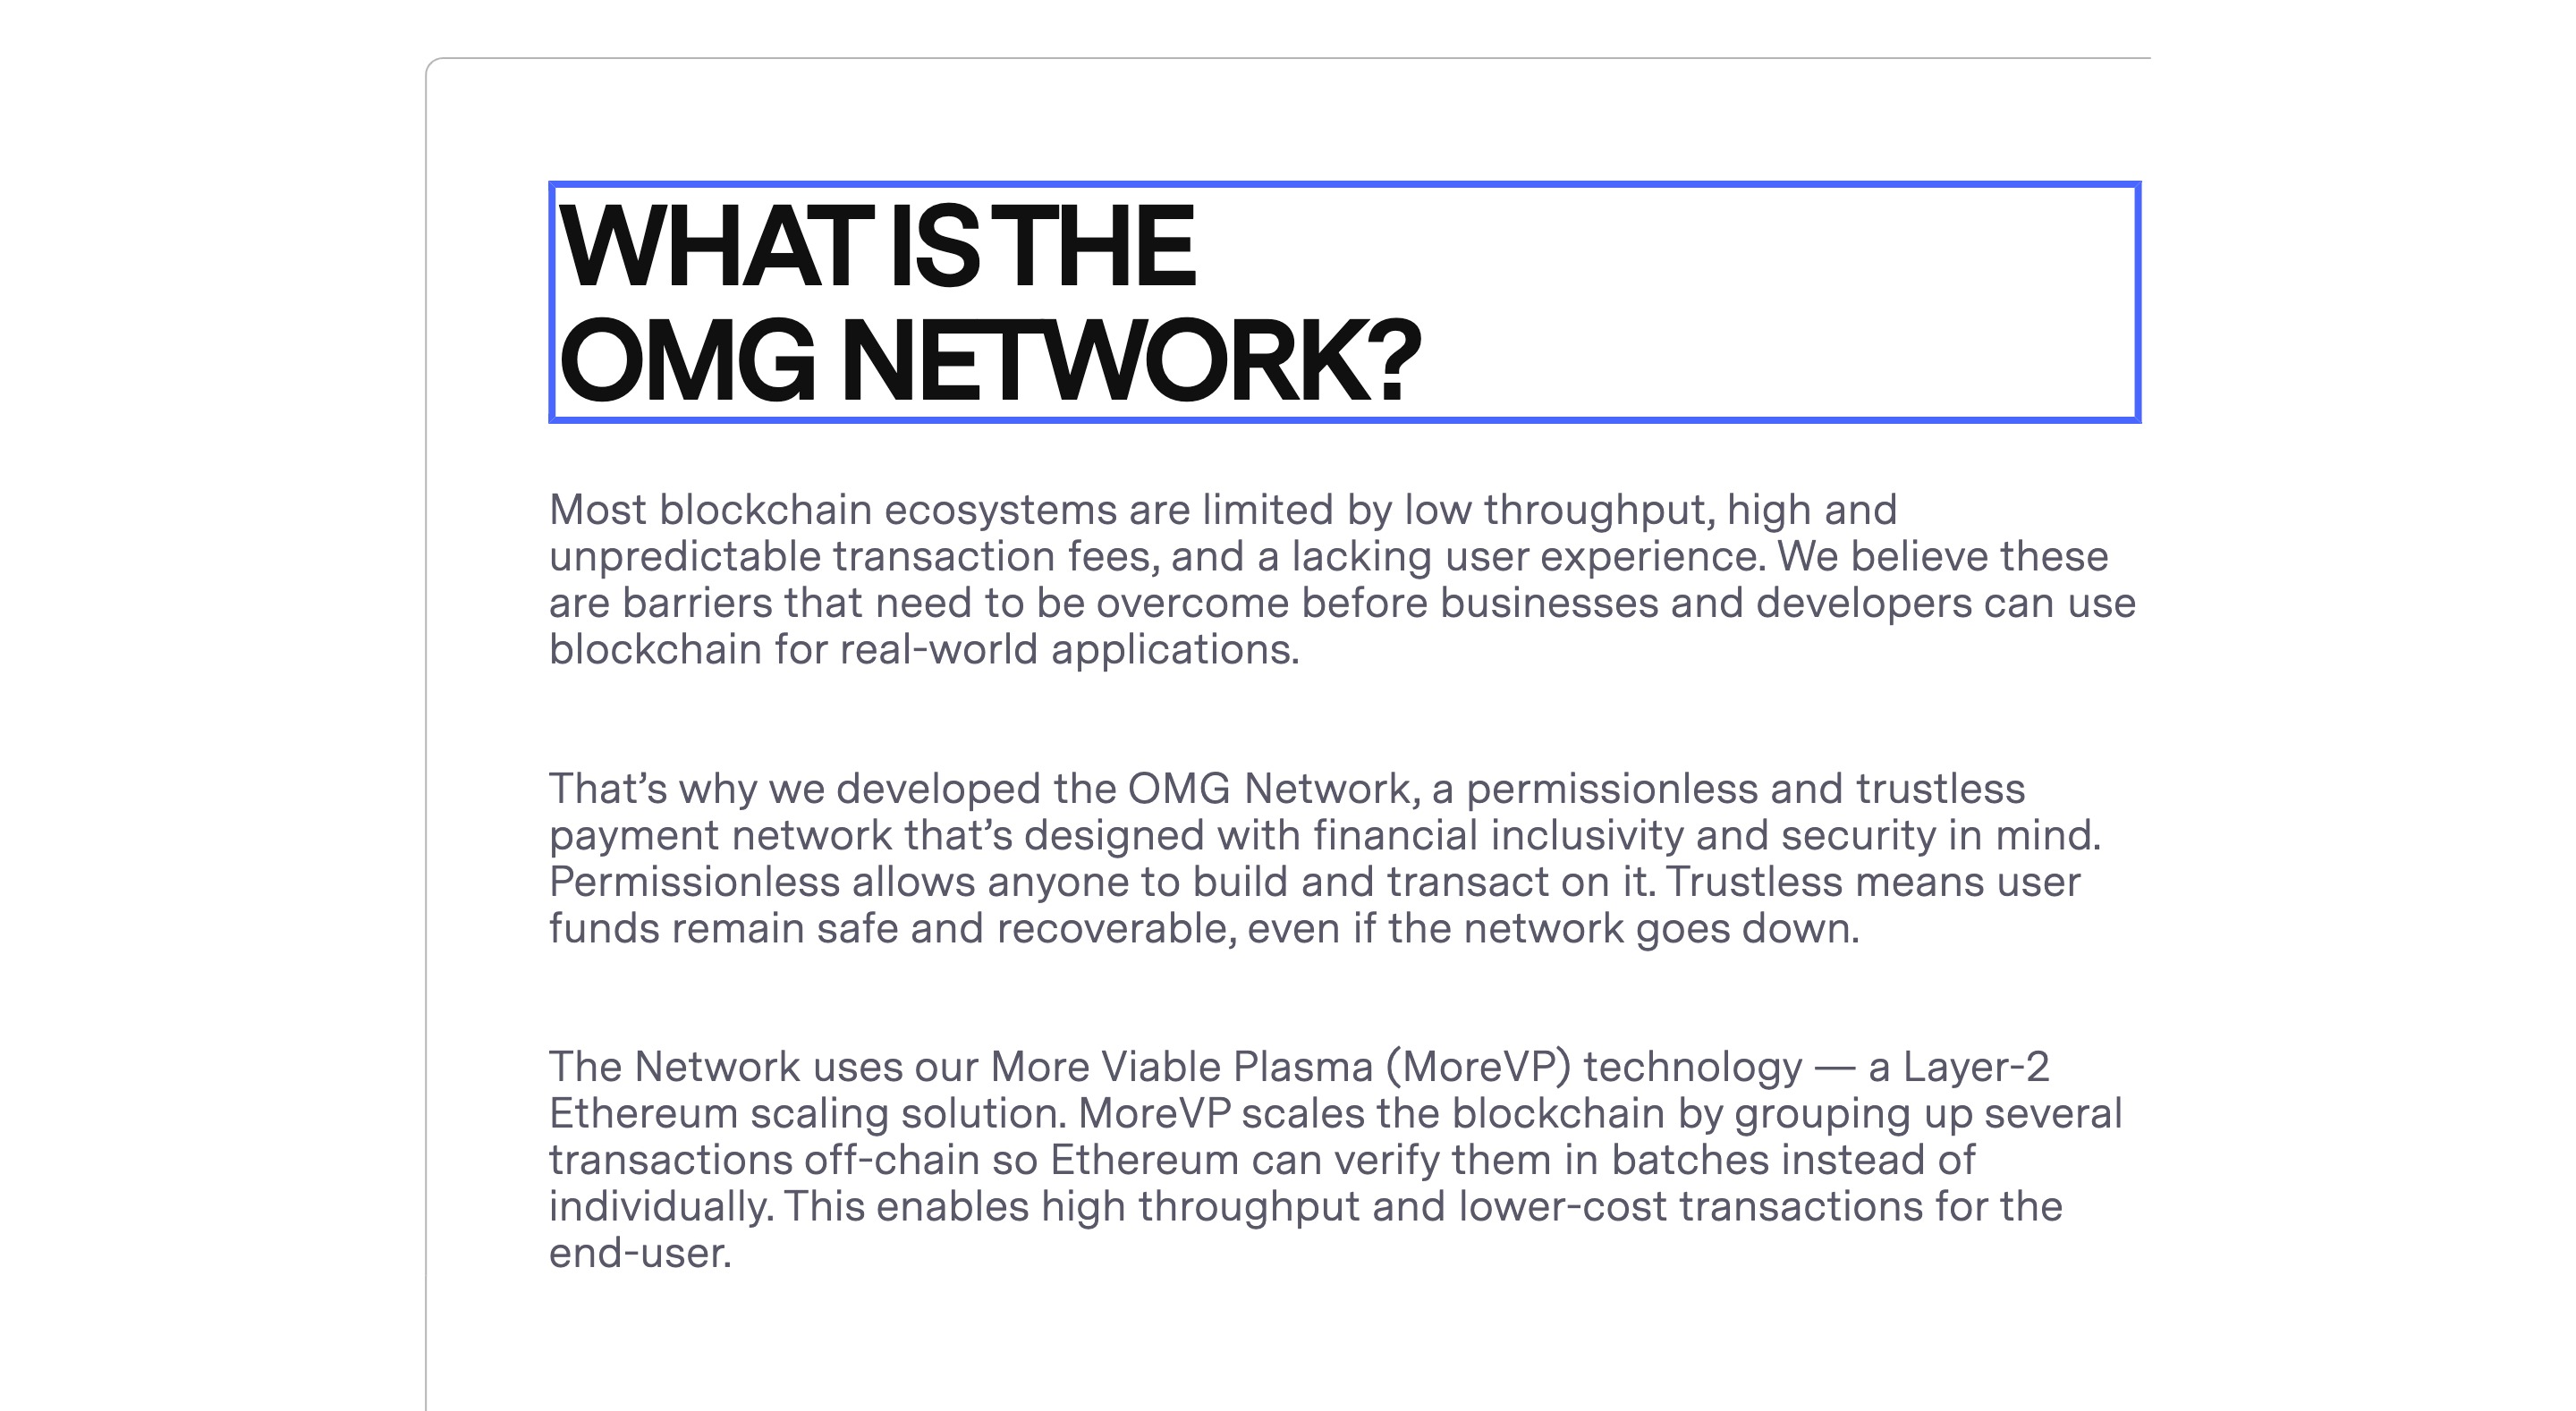 WHAT IS THE
OMG NETWORK?
Most blockchain ecosystems are limited by low throughput, high and
unpredictable transaction fees, and a lacking user experience. We believe these
are barriers that need to be overcome before businesses and developers can use
blockchain for real-world applications.
That’s why we developed the OMG Network, a permissionless and trustless
payment network that’s designed with financial inclusivity and security in mind.
Permissionless allows anyone to build and transact on it. Trustless means user
funds remain safe and recoverable, even if the network goes down.
The Network uses our More Viable Plasma (MoreVP) technology — a Layer-2
Ethereum scaling solution. MoreVP scales the blockchain by grouping up several
transactions off-chain so Ethereum can verify them in batches instead of
individually. This enables high throughput and lower-cost transactions for the
end-user.